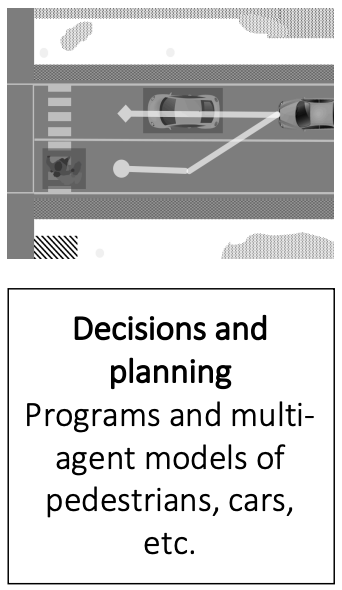 Decisions and
planning
Programs and multi-
agent models of
pedestrians, cars,
etc.